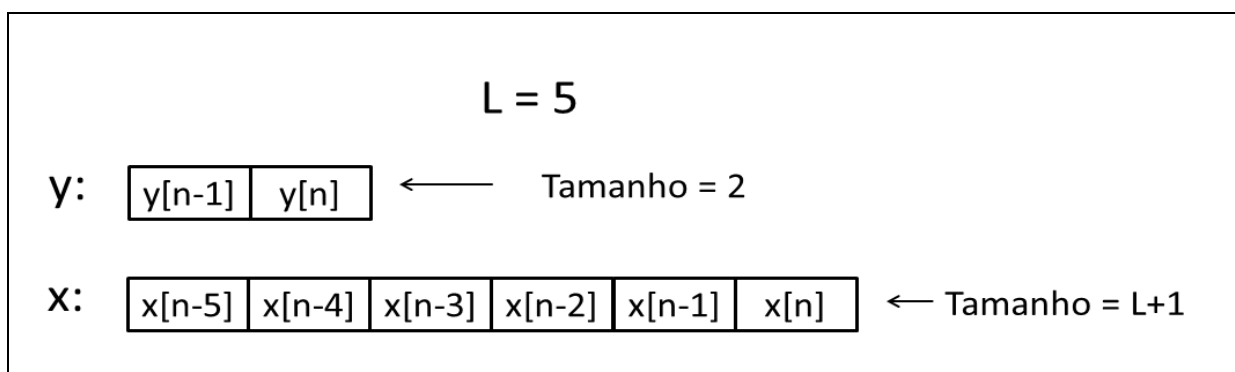 L = 5
y: y[n-1] y[n] Tamanho = 2
x: x[n-5] x[n-4] x[n-3] x[n-2] x[n-1] x[n] Tamanho = L+1